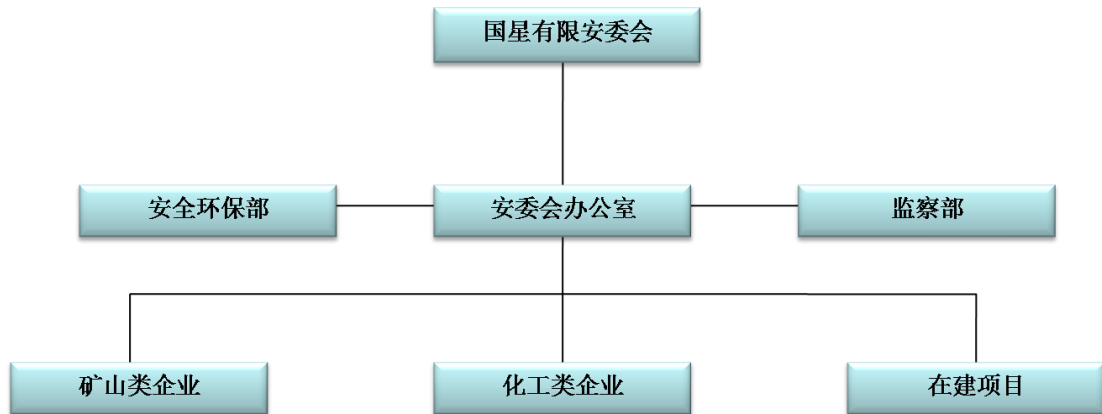 国星有限安委会
安全环保部
安委会办公室
监察部
矿山类企业
化工类企业
在建项目